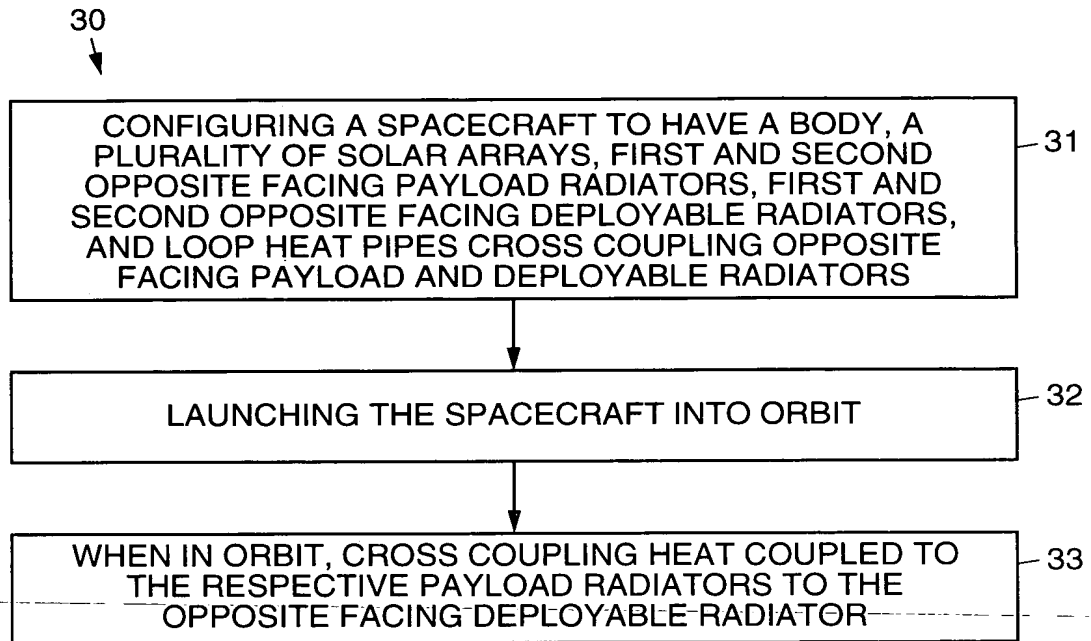 30
CONFIGURING A SPACECRAFT TO HAVE A BODY, A
PLURALITY OF SOLAR ARRAYS, FIRST AND SECOND
OPPOSITE FACING PAYLOAD RADIATORS, FIRST AND
SECOND OPPOSITE FACING DEPLOYABLE RADIATORS,
AND LOOP HEAT PIPES CROSS COUPLING OPPOSITE
FACING PAYLOAD AND DEPLOYABLE RADIATORS
31
LAUNCHING THE SPACECRAFT INTO ORBIT
32
WHEN IN ORBIT, CROSS COUPLING HEAT COUPLED TO
THE RESPECTIVE PAYLOAD RADIATORS TO THE
OPPOSITE FACING DEPLOYABLE RADIATOR
33